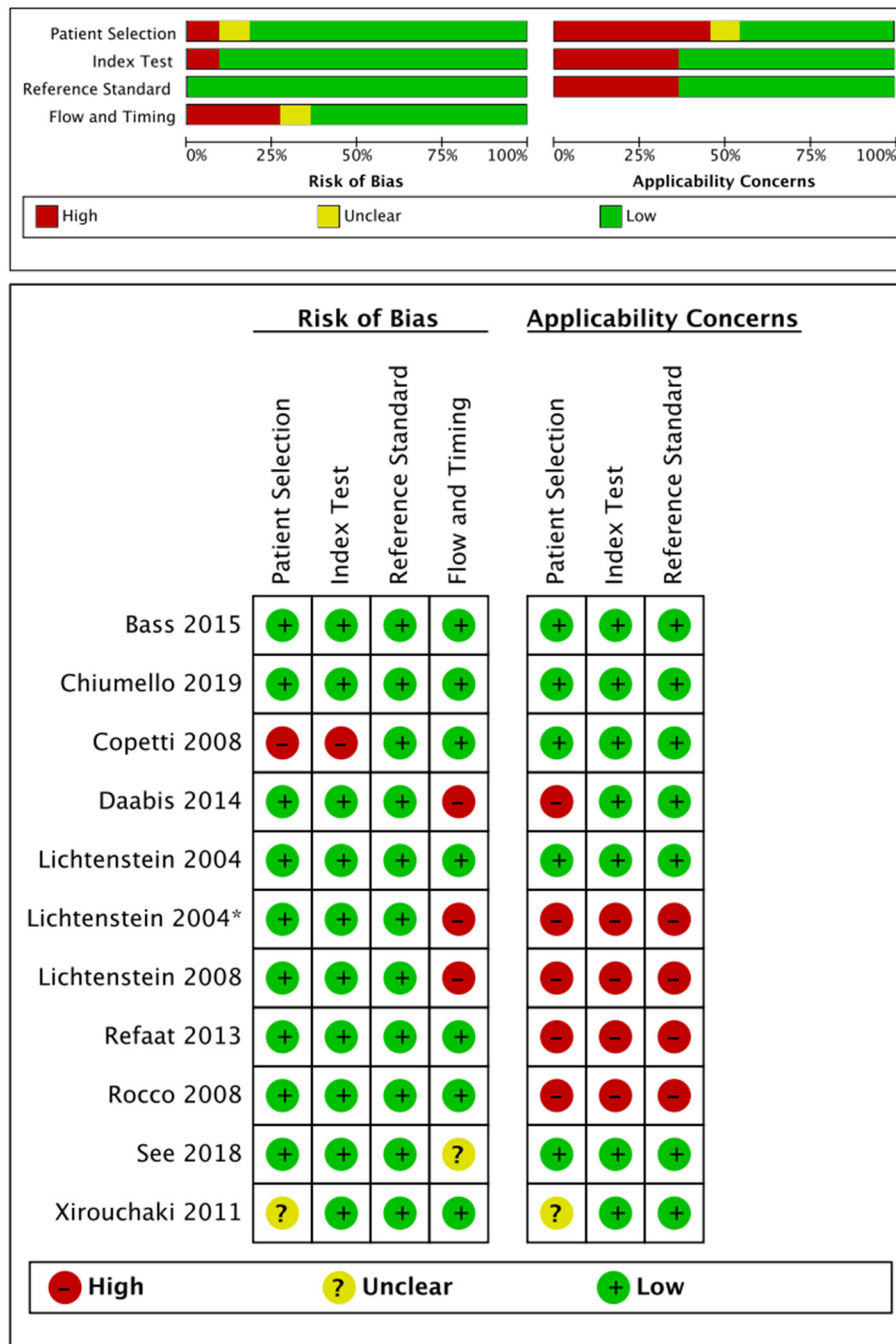 Patient Selection
Index Test
Reference Standard
Flow and Timing
0% 25% 50% 75% 100% 0% 25% 50% 75% 100%
Risk of Bias Applicability Concerns
High Unclear Low
Risk of Bias Applicability Concerns
Patient Selection Index Test Reference Standard Flow and Timing Patient Selection Index Test Reference Standard
Bass 2015 + + + + + + +
Chiumello 2019 + + + + + + +
Copetti 2008 – – + + + + +
Daabis 2014 + + + – – + +
Lichtenstein 2004 + + + + + + +
Lichtenstein 2004* + + + – – – –
Lichtenstein 2008 + + + – – – –
Refaat 2013 + + + + – – –
Rocco 2008 + + + + – – –
See 2018 + + + ? + + +
Xirouchaki 2011 ? + + + ? + +
– High ? Unclear + Low